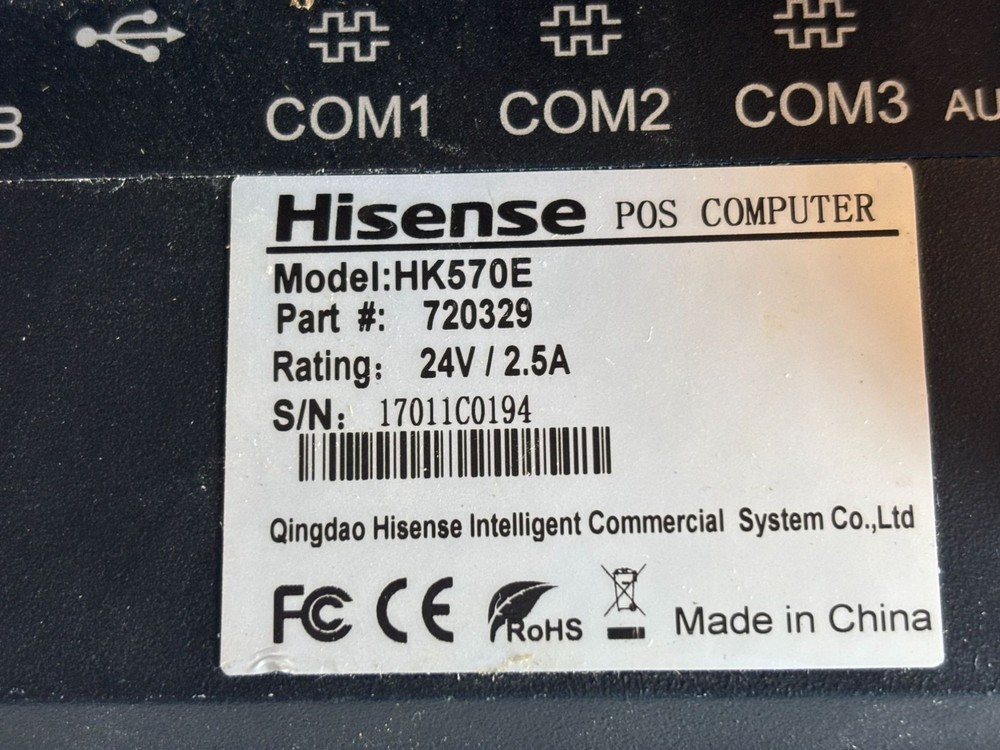 COM1 COM2 COM3 AU
Hisense POS COMPUTER
Model:HK570E
Part #: 720329
Rating: 24V / 2.5A
S/N: 17011C0194
Qingdao Hisense Intelligent Commercial System Co.,Ltd
FC CE RoHS Made in China